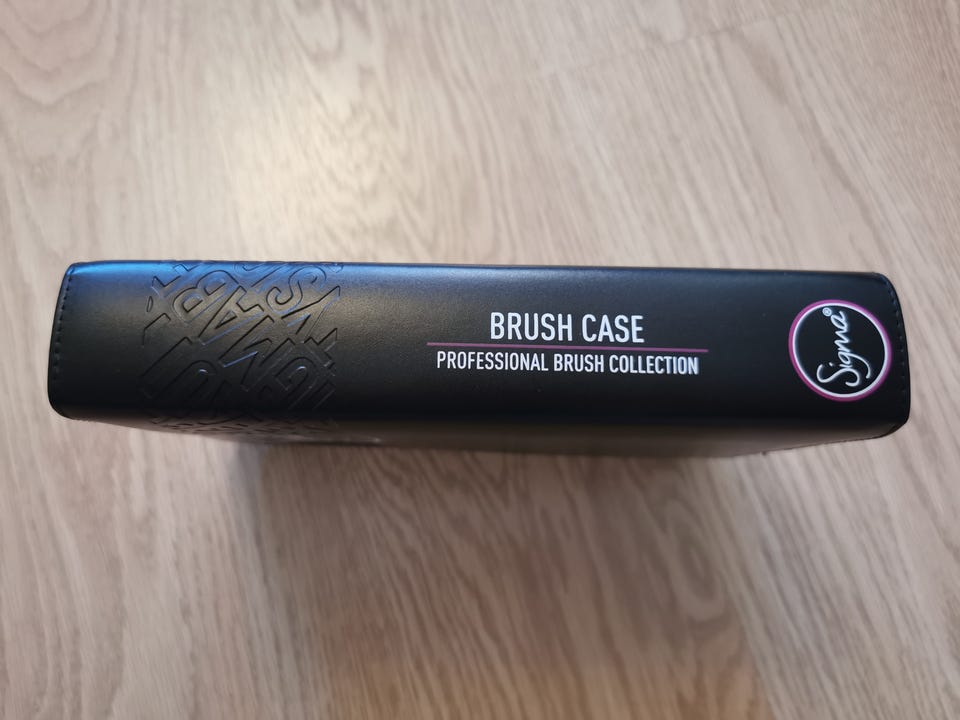 BRUSH CASE
PROFESSIONAL BRUSH COLLECTION
Sigma®